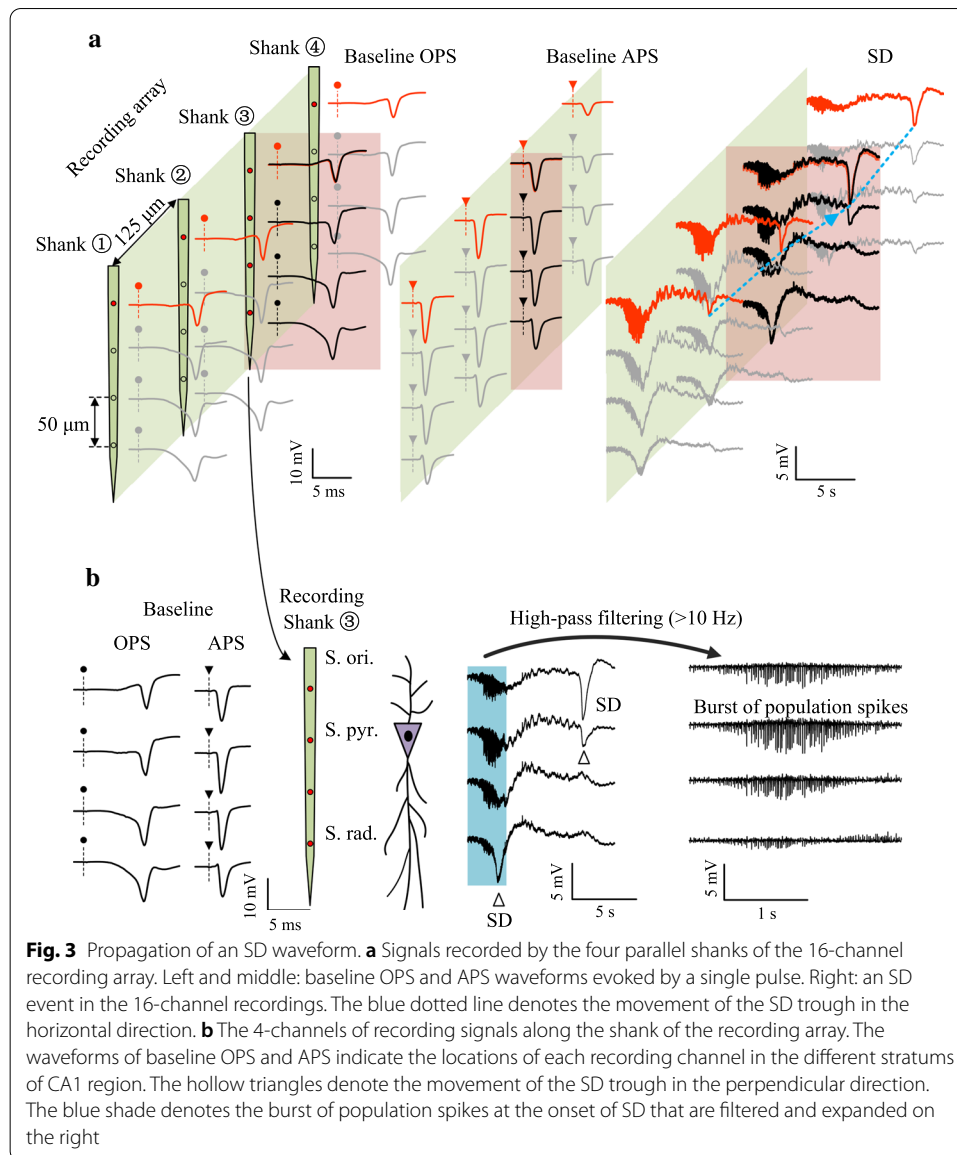 a
Shank ④
Baseline OPS
Baseline APS
SD
Recording array
Shank ③
Shank ②
125 μm
Shank ①
50 μm
10 mV
5 ms
5 mV
5 s
b
Baseline
OPS
APS
Recording
Shank ③
S. ori.
S. pyr.
S. rad.
10 mV
5 ms
High-pass filtering (>10 Hz)
SD
SD
5 mV
5 s
Burst of population spikes
5 mV
1 s
Fig. 3 Propagation of an SD waveform. a Signals recorded by the four parallel shanks of the 16-channel
recording array. Left and middle: baseline OPS and APS waveforms evoked by a single pulse. Right: an SD
event in the 16-channel recordings. The blue dotted line denotes the movement of the SD trough in the
horizontal direction. b The 4-channels of recording signals along the shank of the recording array. The
waveforms of baseline OPS and APS indicate the locations of each recording channel in the different stratums
of CA1 region. The hollow triangles denote the movement of the SD trough in the perpendicular direction.
The blue shade denotes the burst of population spikes at the onset of SD that are filtered and expanded on
the right